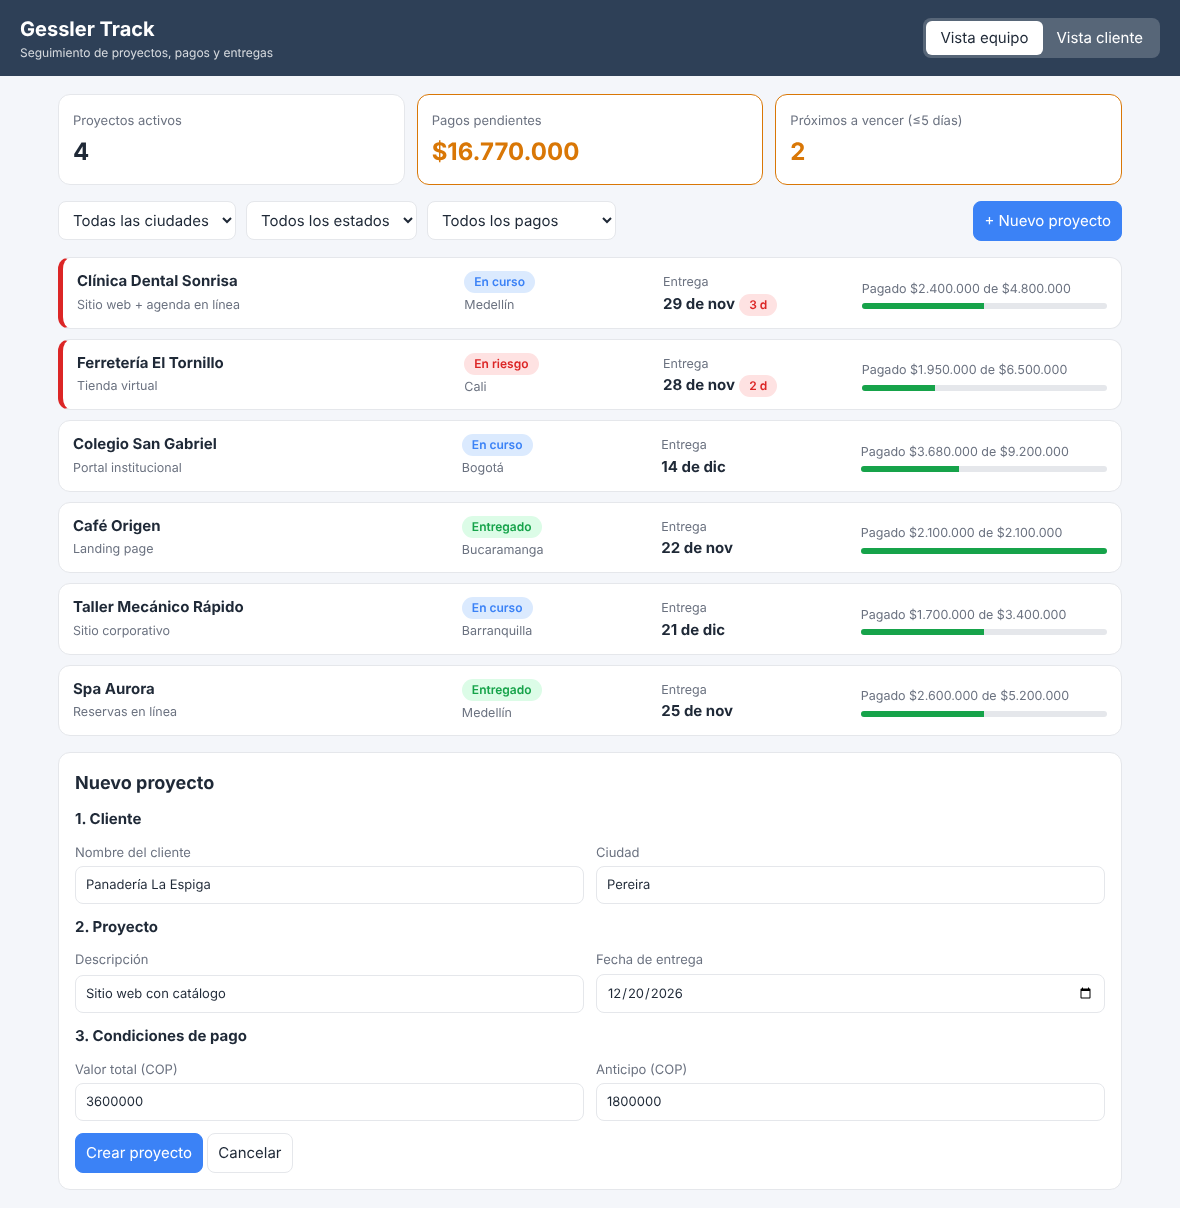 Gessler Track
Seguimiento de proyectos, pagos y entregas
Vista equipo
Vista cliente
Proyectos activos
4
Pagos pendientes
$16.770.000
Próximos a vencer (≤5 días)
2
Todas las ciudades
Todos los estados
Todos los pagos
+ Nuevo proyecto
Clínica Dental Sonrisa
Sitio web + agenda en línea
En curso
Medellín
Entrega
29 de nov 3 d
Pagado $2.400.000 de $4.800.000
Ferretería El Tornillo
Tienda virtual
En riesgo
Cali
Entrega
28 de nov 2 d
Pagado $1.950.000 de $6.500.000
Colegio San Gabriel
Portal institucional
En curso
Bogotá
Entrega
14 de dic
Pagado $3.680.000 de $9.200.000
Café Origen
Landing page
Entregado
Bucaramanga
Entrega
22 de nov
Pagado $2.100.000 de $2.100.000
Taller Mecánico Rápido
Sitio corporativo
En curso
Barranquilla
Entrega
21 de dic
Pagado $1.700.000 de $3.400.000
Spa Aurora
Reservas en línea
Entregado
Medellín
Entrega
25 de nov
Pagado $2.600.000 de $5.200.000
Nuevo proyecto
1. Cliente
Nombre del cliente
Panadería La Espiga
Ciudad
Pereira
2. Proyecto
Descripción
Sitio web con catálogo
Fecha de entrega
12/20/2026
3. Condiciones de pago
Valor total (COP)
3600000
Anticipo (COP)
1800000
Crear proyecto
Cancelar